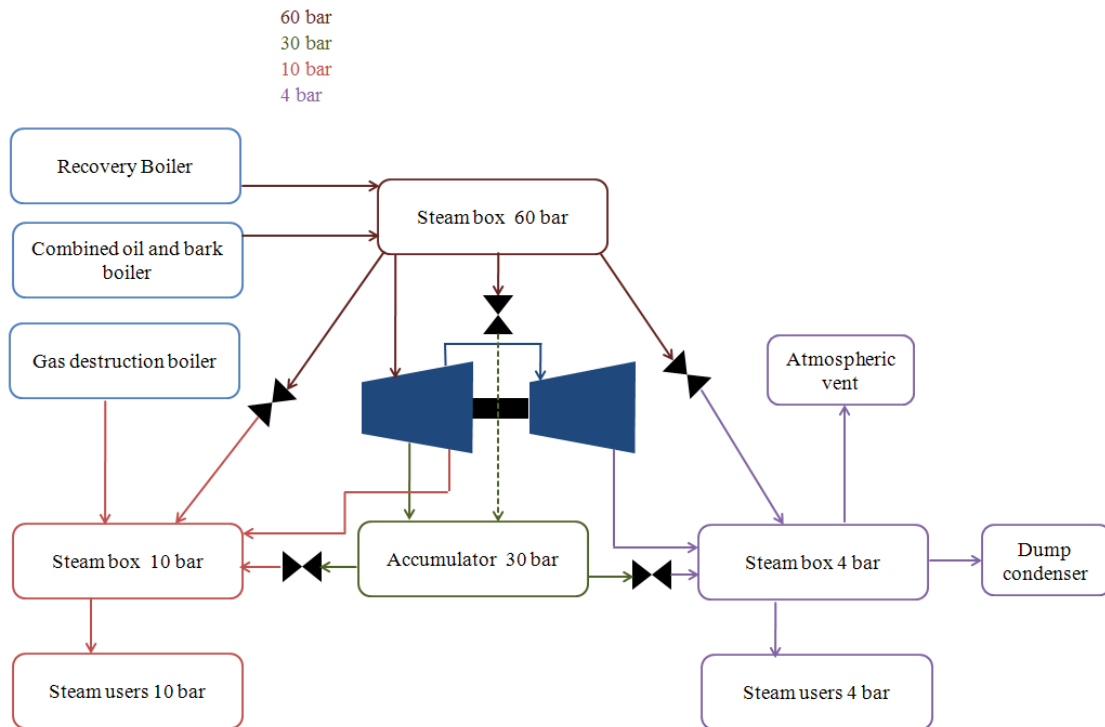 60 bar
30 bar
10 bar
4 bar
Recovery Boiler
Steam box 60 bar
Combined oil and bark
boiler
Gas destruction boiler
Atmospheric
vent
Steam box 10 bar
Accumulator 30 bar
Steam box 4 bar
Dump
condenser
Steam users 10 bar
Steam users 4 bar